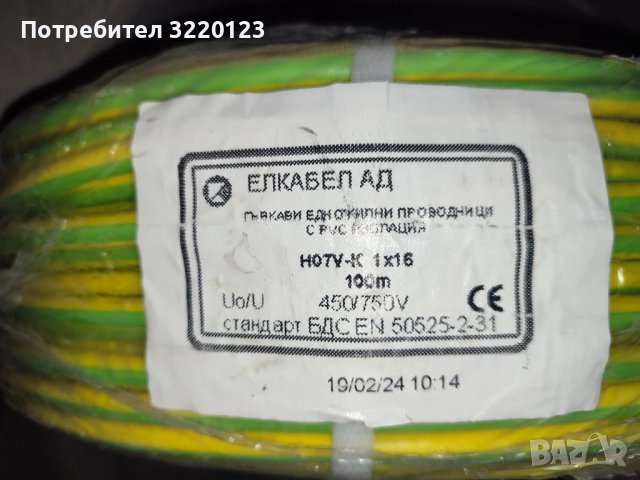 Потребител 3220123
ЕЛКАБЕЛ АД
ГЪВКАВИ ЕДНОЖИЛНИ ПРОВОДНИЦИ
С PVC ИЗОЛАЦИЯ
H07V-K 1x16
100m
Uo/U 450/750V CE
стандарт БДС EN 50525-2-31
19/02/24 10:14
BAZAR